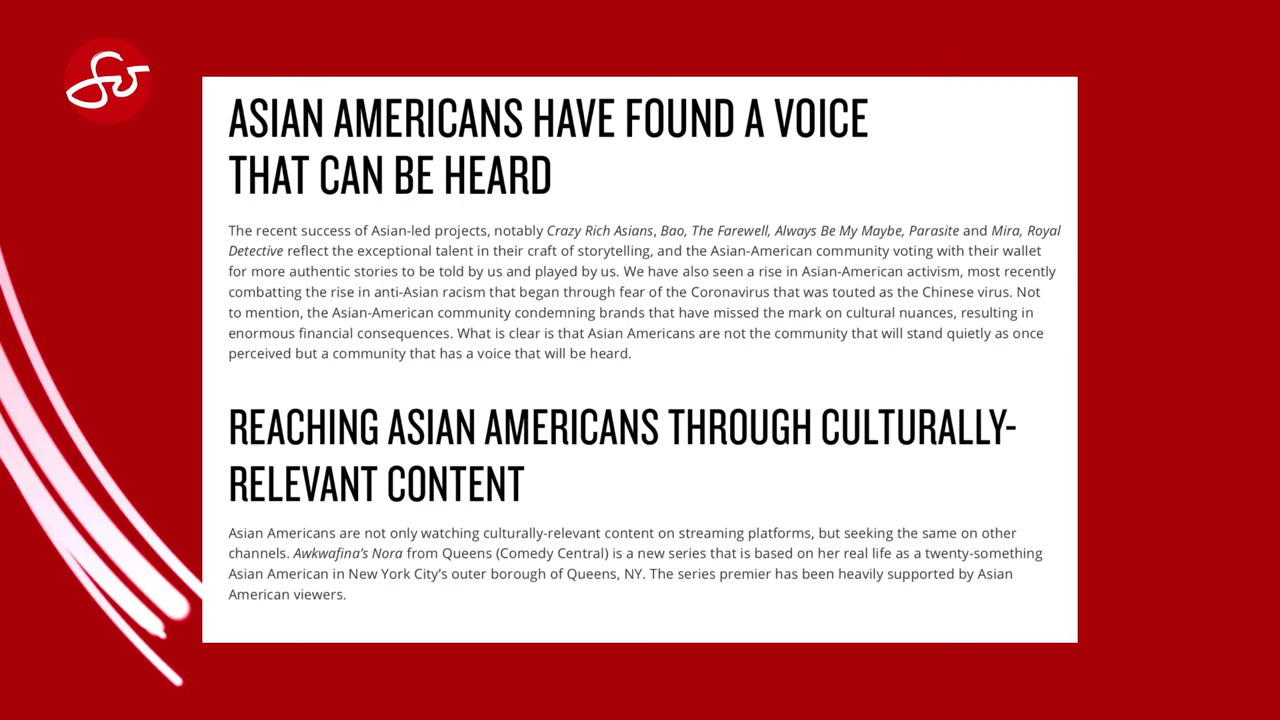 ASIAN AMERICANS HAVE FOUND A VOICE
THAT CAN BE HEARD
The recent success of Asian-led projects, notably Crazy Rich Asians, Bao, The Farewell, Always Be My Maybe, Parasite and Mira, Royal
Detective reflect the exceptional talent in their craft of storytelling, and the Asian-American community voting with their wallet
for more authentic stories to be told by us and played by us. We have also seen a rise in Asian-American activism, most recently
combatting the rise in anti-Asian racism that began through fear of the Coronavirus that was touted as the Chinese virus. Not
to mention, the Asian-American community condemning brands that have missed the mark on cultural nuances, resulting in
enormous financial consequences. What is clear is that Asian Americans are not the community that will stand quietly as once
perceived but a community that has a voice that will be heard.
REACHING ASIAN AMERICANS THROUGH CULTURALLY-
RELEVANT CONTENT
Asian Americans are not only watching culturally-relevant content on streaming platforms, but seeking the same on other
channels. Awkwafina’s Nora from Queens (Comedy Central) is a new series that is based on her real life as a twenty-something
Asian American in New York City’s outer borough of Queens, NY. The series premier has been heavily supported by Asian
American viewers.